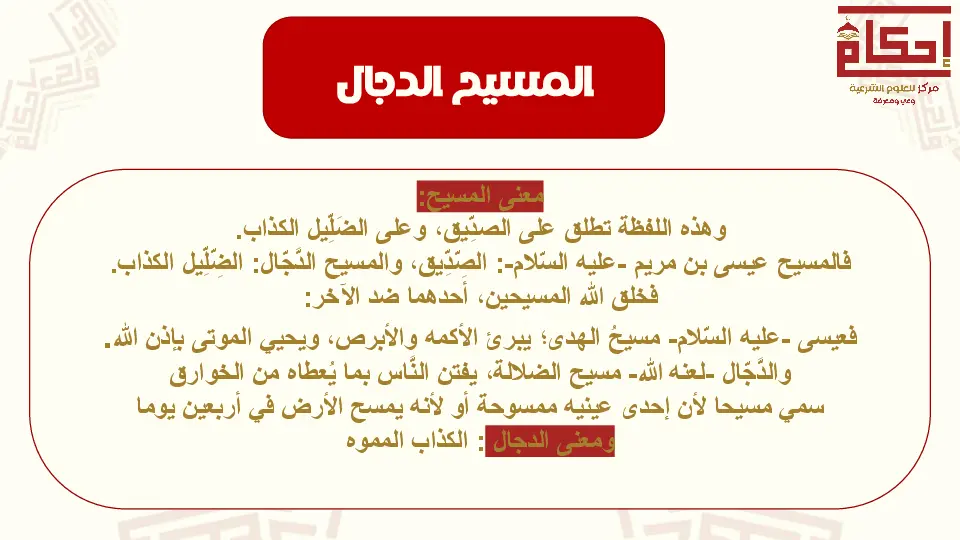 إحكام
مركز للعلوم الشرعية
وعي ومعرفة
المسيح الدجال
معنى المسيح:
وهذه اللفظة تطلق على الصدِّيق، وعلى الضَلِّيل الكذاب.
فالمسيح عيسى بن مريم -عليه السّلام-: الصِّدِّيق، والمسيح الدَّجّال: الضِّلِّيل الكذاب.
فخلق الله المسيحين، أحدهما ضد الآخر:
فعيسى -عليه السّلام- مسيحُ الهدى؛ يبرئ الأكمه والأبرص، ويحيي الموتى بإذن الله.
والدَّجّال -لعنه الله- مسيح الضلالة، يفتن النَّاس بما يُعطاه من الخوارق
سمي مسيحا لأن إحدى عينيه ممسوحة أو لأنه يمسح الأرض في أربعين يوما
ومعنى الدجال : الكذاب المموه